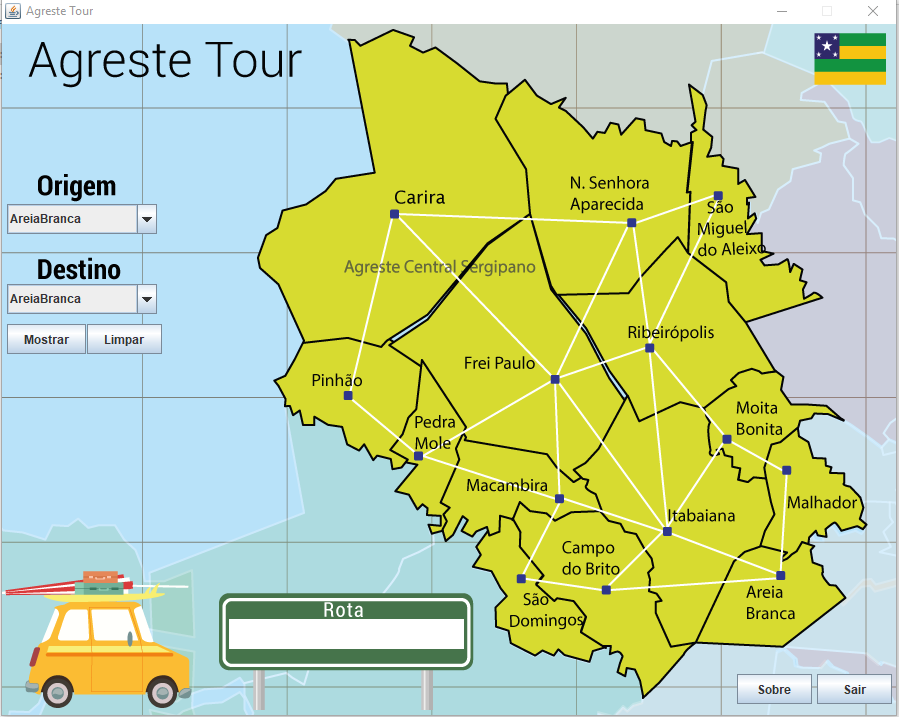 Agreste Tour
Agreste Tour
Origem
AreiaBranca
Destino
AreiaBranca
Mostrar
Limpar
Carira
N. Senhora
Aparecida
São
Miguel
do Aleixo
Agreste Central Sergipano
Ribeirópolis
Frei Paulo
Pinhão
Pedra
Mole
Moita
Bonita
Macambira
Malhador
Itabaiana
Campo
do Brito
São
Domingos
Areia
Branca
Rota
Sobre
Sair